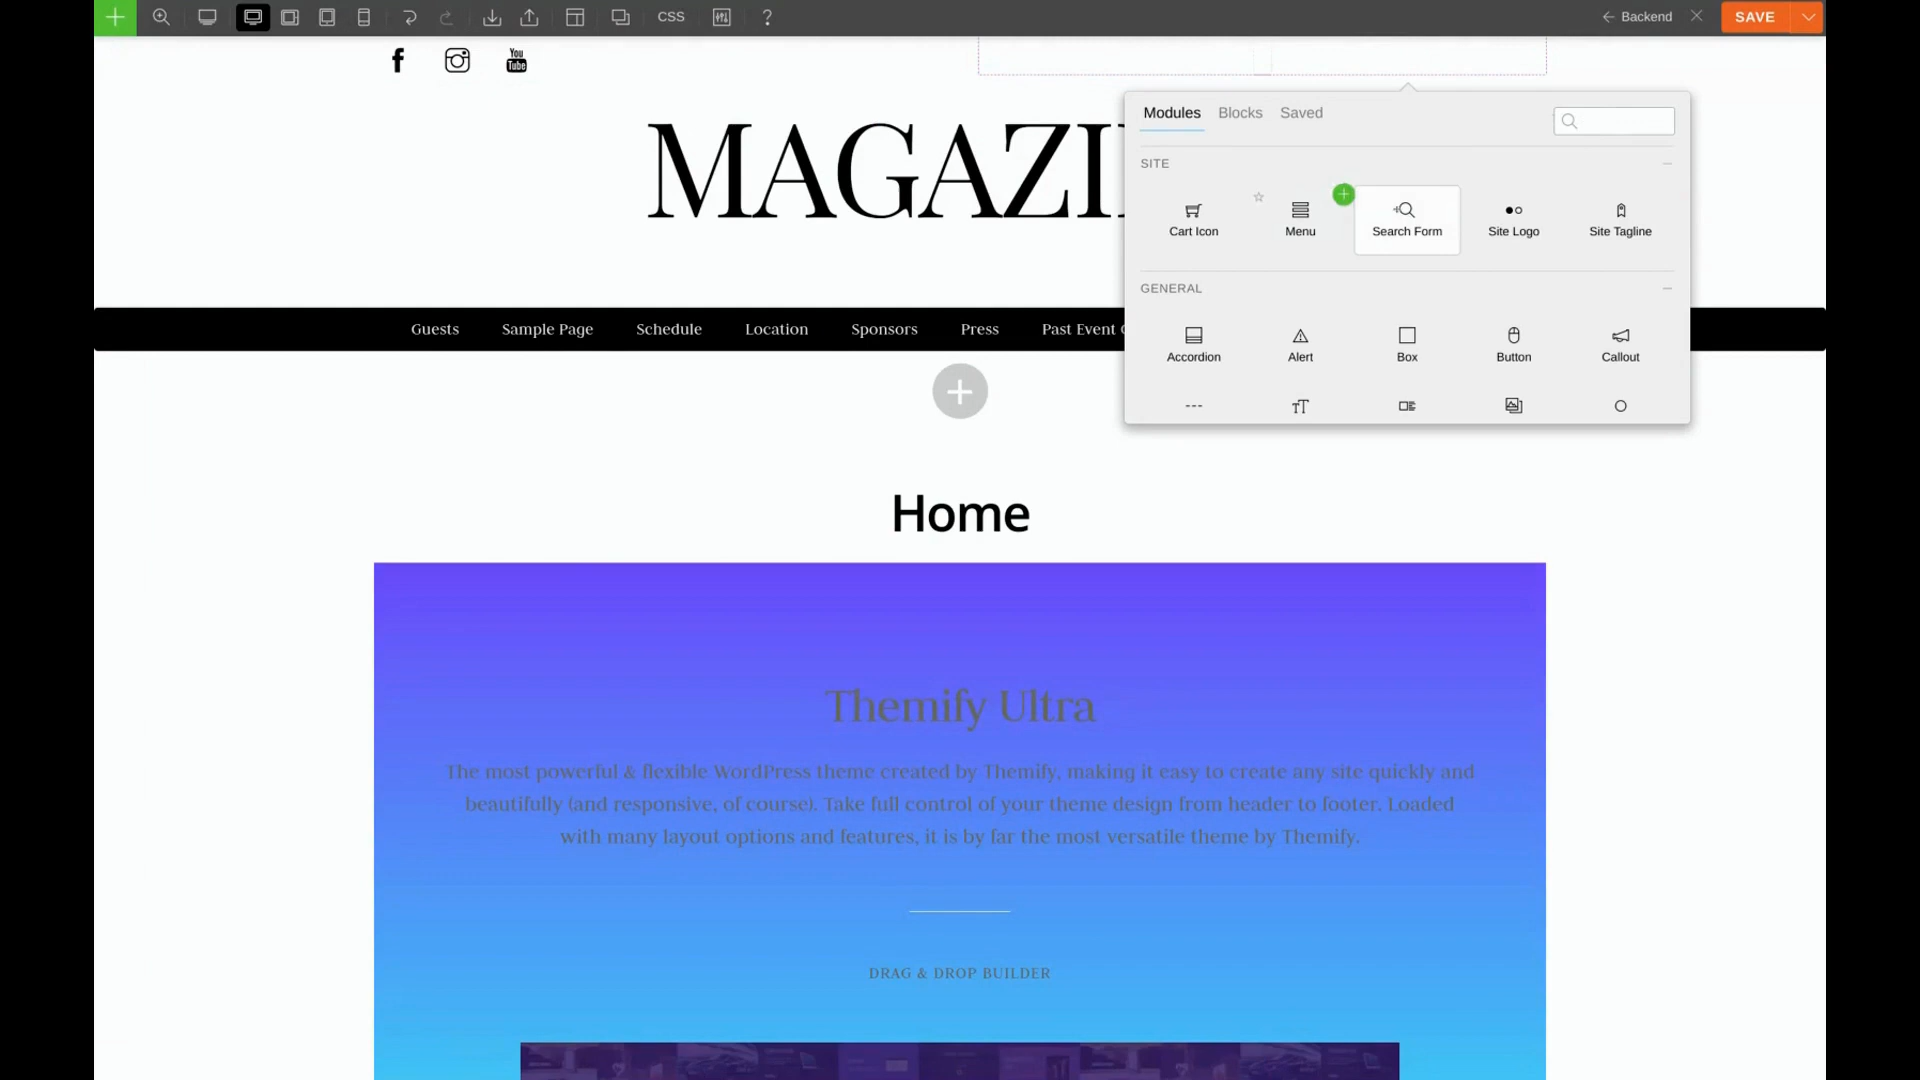 CSS
?
Backend
SAVE
You
Tube
MAGAZI
Modules Blocks Saved
SITE
Cart Icon Menu Search Form Site Logo Site Tagline
GENERAL
Accordion Alert Box Button Callout
Guests Sample Page Schedule Location Sponsors Press Past Event
Home
Themify Ultra
The most powerful & flexible WordPress theme created by Themify, making it easy to create any site quickly and
beautifully (and responsive, of course). Take full control of your theme design from header to footer. Loaded
with many layout options and features, it is by far the most versatile theme by Themify.
DRAG & DROP BUILDER